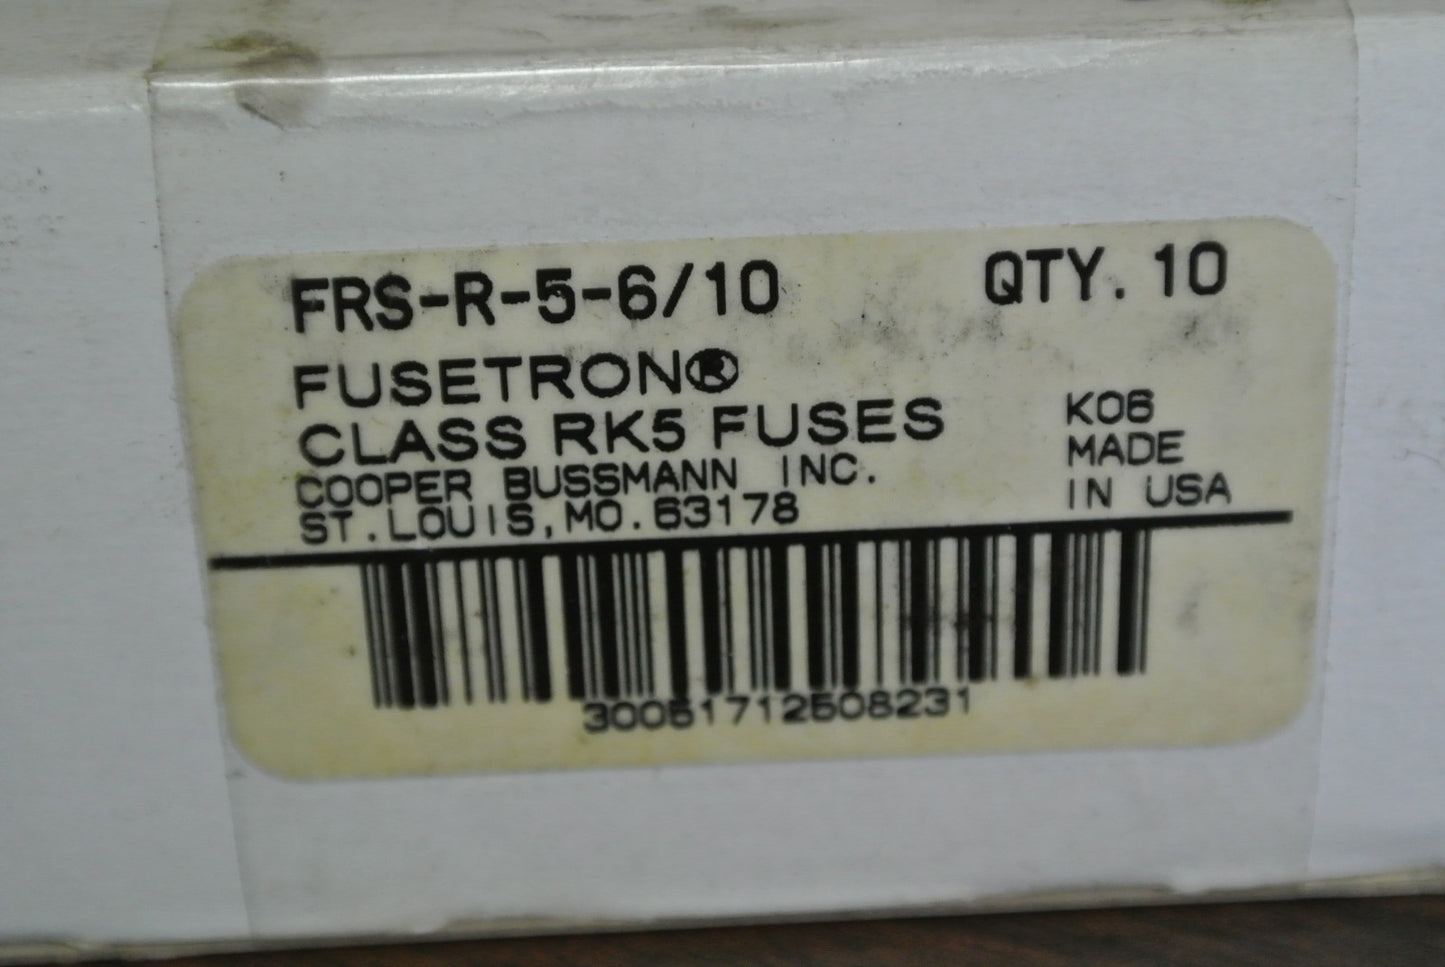 FRS-R-5-6/10 QTY. 10
FUSETRON®
CLASS RK5 FUSES K06
COOPER BUSSMANN INC. MADE
ST. LOUIS, MO. 63178 IN USA
30051712508231